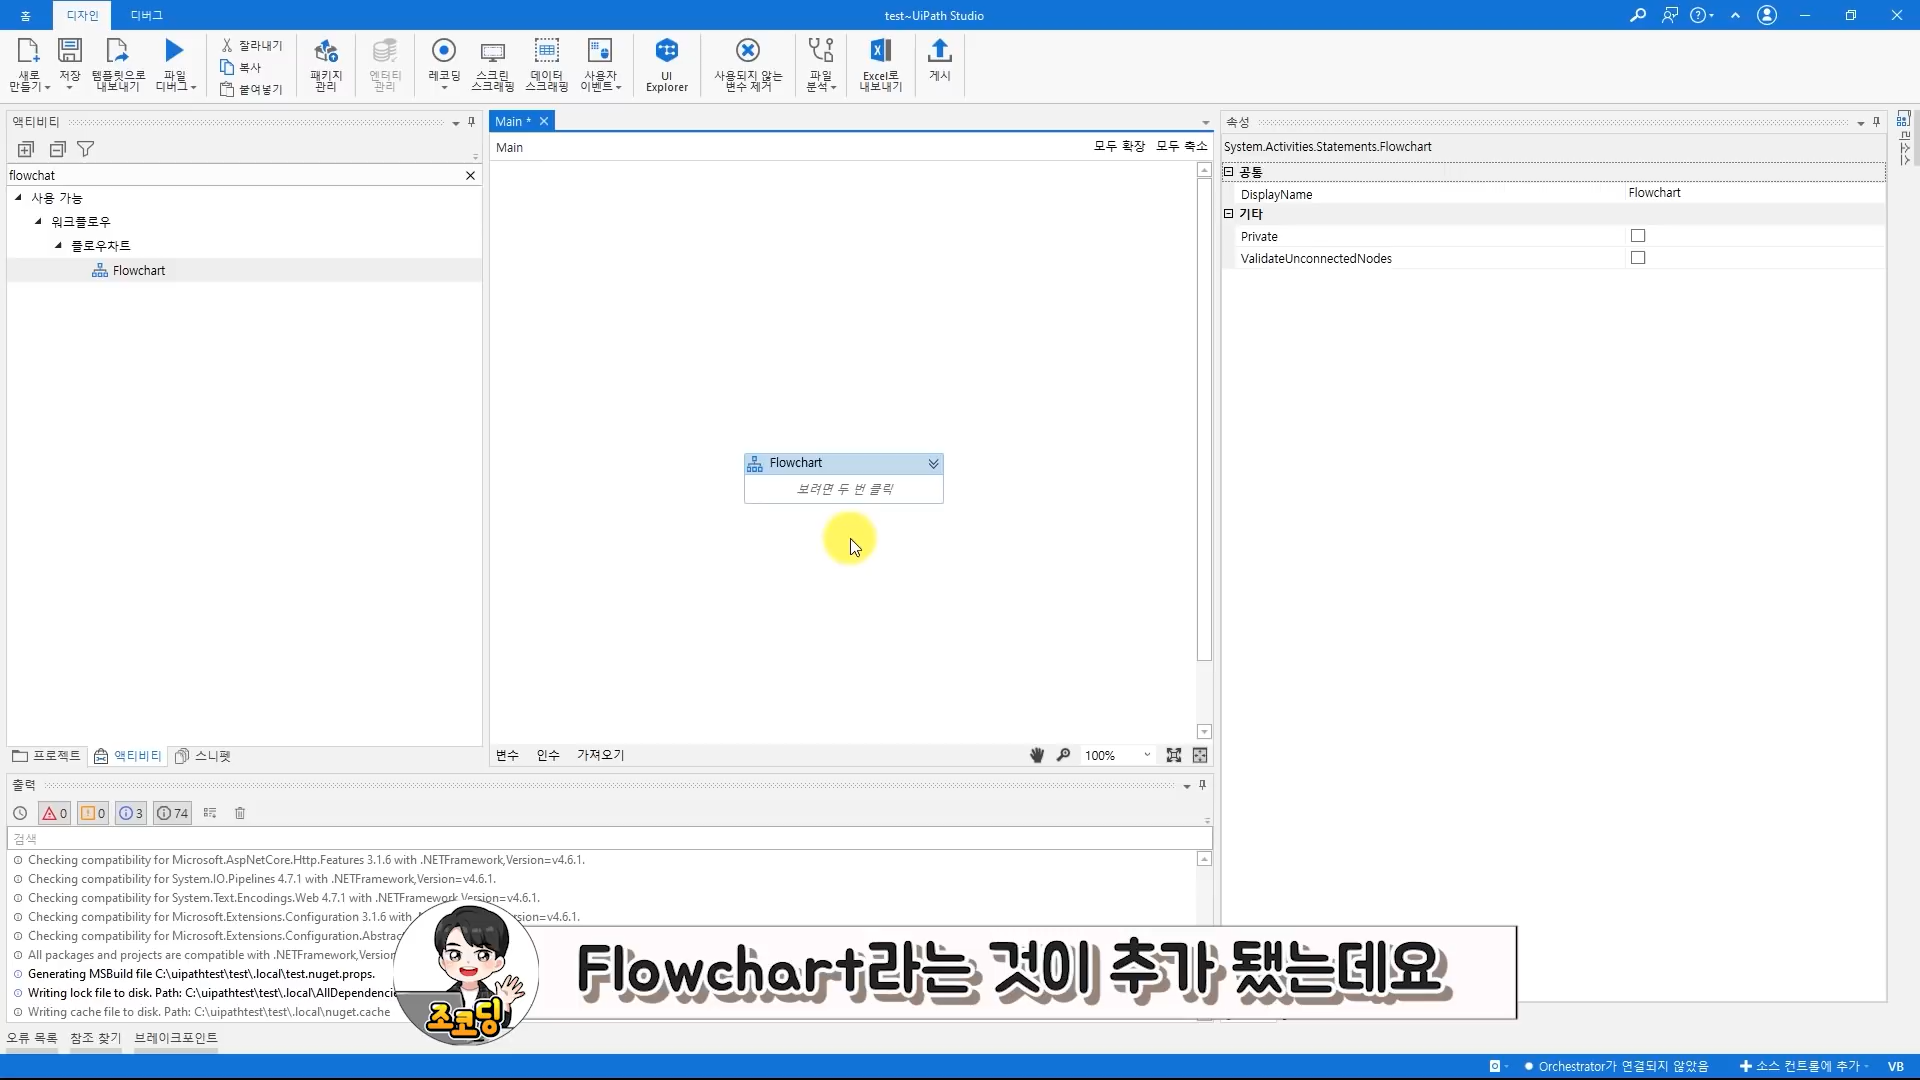 홈
디자인
디버그
test~UiPath Studio
새로 만들기
저장
템플릿으로 내보내기
파일 디버그
잘라내기
복사
붙여넣기
패키지 관리
엔터티 관리
레코딩
스크린 스크래핑
데이터 스크래핑
사용자 이벤트
UI Explorer
사용되지 않는 변수 제거
파일 분석
Excel로 내보내기
게시
액티비티
flowchat
사용 가능
워크플로우
플로우차트
Flowchart
Main *
Main
모두 확장
모두 축소
Flowchart
보려면 두 번 클릭
속성
System.Activities.Statements.Flowchart
공통
DisplayName
Flowchart
기타
Private
ValidateUnconnectedNodes
리소스
프로젝트
액티비티
스니펫
변수
인수
가져오기
100%
출력
0
0
3
74
검색
Checking compatibility for Microsoft.AspNetCore.Http.Features 3.1.6 with .NETFramework,Version=v4.6.1.
Checking compatibility for System.IO.Pipelines 4.7.1 with .NETFramework,Version=v4.6.1.
Checking compatibility for System.Text.Encodings.Web 4.7.1 with .NETFramework,Version=v4.6.1.
Checking compatibility for Microsoft.Extensions.Configuration 3.1.6 with sion=v4.6.1.
Checking compatibility for Microsoft.Extensions.Configuration.Abstrac
All packages and projects are compatible with .NETFramework,Version
Generating MSBuild file C:\uipathtest\test\.local\test.nuget.props.
Writing lock file to disk. Path: C:\uipathtest\test\.local\AllDependencie
Writing cache file to disk. Path: C:\uipathtest\test\.local\nuget.cache
조코딩
Flowchart라는 것이 추가 됐는데요
오류 목록
참조 찾기
브레이크포인트
Orchestrator가 연결되지 않았음
소스 컨트롤에 추가
VB